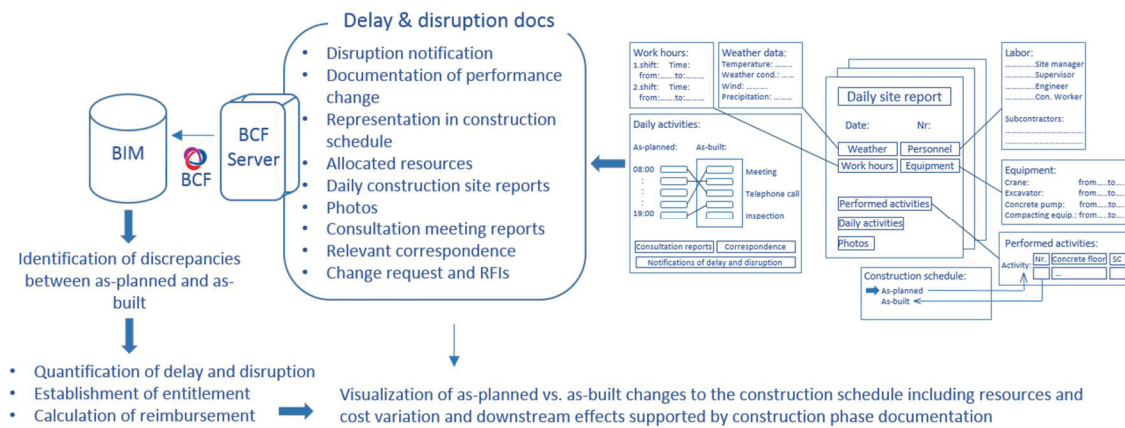 Delay & disruption docs
• Disruption notification
• Documentation of performance
change
• Representation in construction
schedule
• Allocated resources
• Daily construction site reports
• Photos
• Consultation meeting reports
• Relevant correspondence
• Change request and RFIs
BIM
BCF
BCF
Server
Identification of discrepancies
between as-planned and as-
built
• Quantification of delay and disruption
• Establishment of entitlement
• Calculation of reimbursement
Visualization of as-planned vs. as-built changes to the construction schedule including resources and
cost variation and downstream effects supported by construction phase documentation
Work hours:
1.shift: Time:
from:.......to:........
2.shift: Time:
from:.......to:........
Weather data:
Temperature: ........
Weather cond.: ......
Wind: ..........
Precipitation: ........
Daily activities:
As-planned: As-built:
08:00
:
:
19:00
Meeting
Telephone call
Inspection
Consultation reports
Correspondence
Notifications of delay and disruption
Daily site report
Date: Nr:
Weather
Personnel
Work hours
Equipment
Performed activities
Daily activities
Photos
Labor:
..............Site manager
..............Supervisor
..............Engineer
..............Con. Worker
Subcontractors:
....................................
Equipment:
Crane: from.....to....
Excavator: from.....to....
Concrete pump: from.....to....
Compacting equip.: from.....to....
Performed activities:
Activity:
Nr. Concrete floor SC
...
Construction schedule:
As-planned
As-built